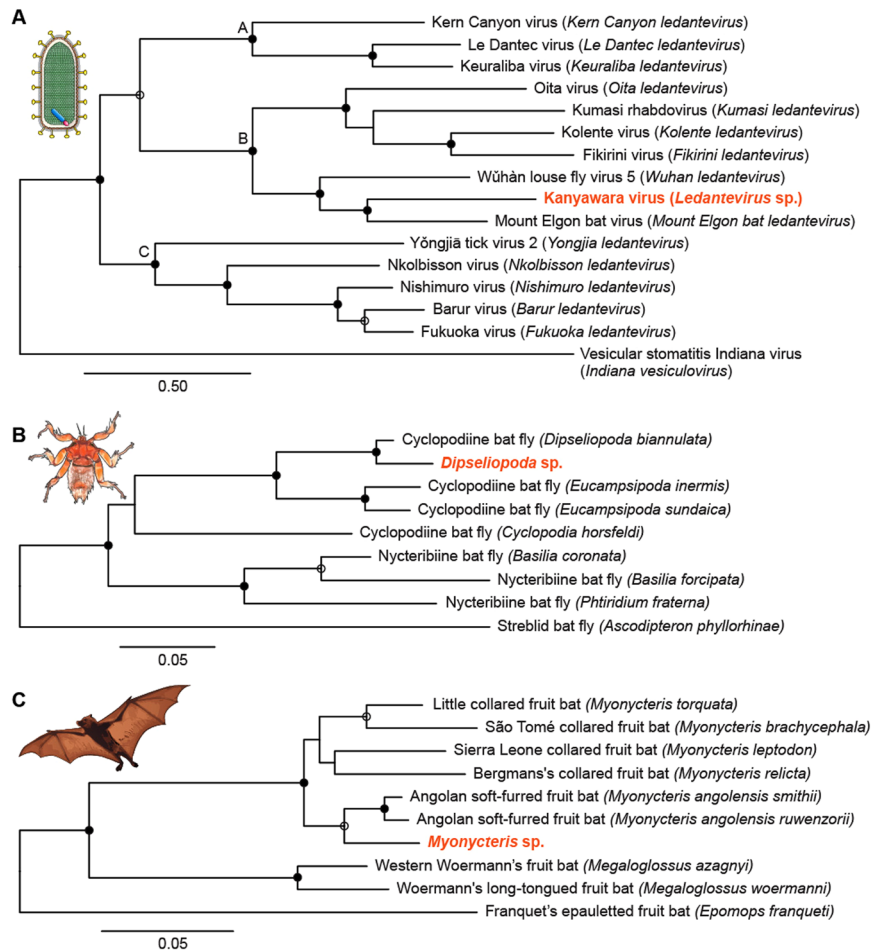 A
A
Kern Canyon virus (Kern Canyon ledantevirus)
Le Dantec virus (Le Dantec ledantevirus)
Keuraliba virus (Keuraliba ledantevirus)
Oita virus (Oita ledantevirus)
Kumasi rhabdovirus (Kumasi ledantevirus)
B
Kolente virus (Kolente ledantevirus)
Fikirini virus (Fikirini ledantevirus)
Wǔhàn louse fly virus 5 (Wuhan ledantevirus)
Kanyawara virus (Ledantevirus sp.)
Mount Elgon bat virus (Mount Elgon bat ledantevirus)
C
Yǒngjiā tick virus 2 (Yongjia ledantevirus)
Nkolbisson virus (Nkolbisson ledantevirus)
Nishimuro virus (Nishimuro ledantevirus)
Barur virus (Barur ledantevirus)
Fukuoka virus (Fukuoka ledantevirus)
Vesicular stomatitis Indiana virus
(Indiana vesiculovirus)
0.50
B
Cyclopodiine bat fly (Dipseliopoda biannulata)
Dipseliopoda sp.
Cyclopodiine bat fly (Eucampsipoda inermis)
Cyclopodiine bat fly (Eucampsipoda sundaica)
Cyclopodiine bat fly (Cyclopodia horsfeldi)
Nycteribiine bat fly (Basilia coronata)
Nycteribiine bat fly (Basilia forcipata)
Nycteribiine bat fly (Phtiridium fraterna)
Streblid bat fly (Ascodipteron phyllorhinae)
0.05
C
Little collared fruit bat (Myonycteris torquata)
São Tomé collared fruit bat (Myonycteris brachycephala)
Sierra Leone collared fruit bat (Myonycteris leptodon)
Bergmans's collared fruit bat (Myonycteris relicta)
Angolan soft-furred fruit bat (Myonycteris angolensis smithii)
Angolan soft-furred fruit bat (Myonycteris angolensis ruwenzorii)
Myonycteris sp.
Western Woermann's fruit bat (Megaloglossus azagnyi)
Woermann's long-tongued fruit bat (Megaloglossus woermanni)
Franquet's epauletted fruit bat (Epomops franqueti)
0.05